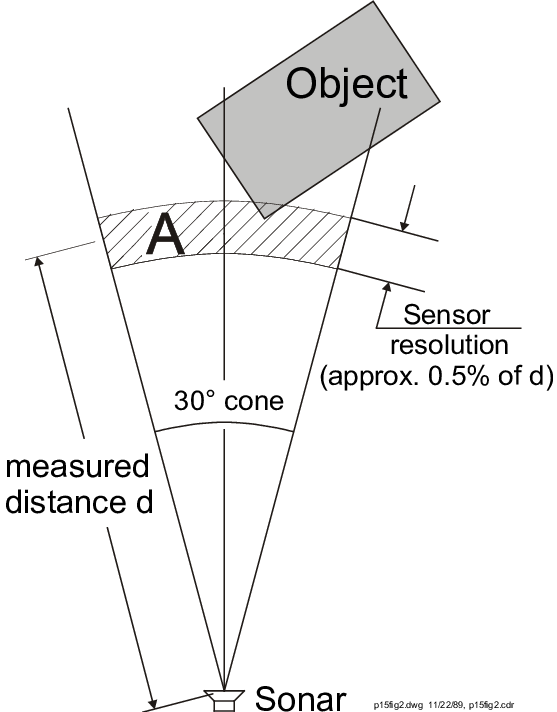 Object
A
Sensor
resolution
(approx. 0.5% of d)
30° cone
measured
distance d
Sonar
p15fig2.dwg 11/22/89, p15fig2.cdr